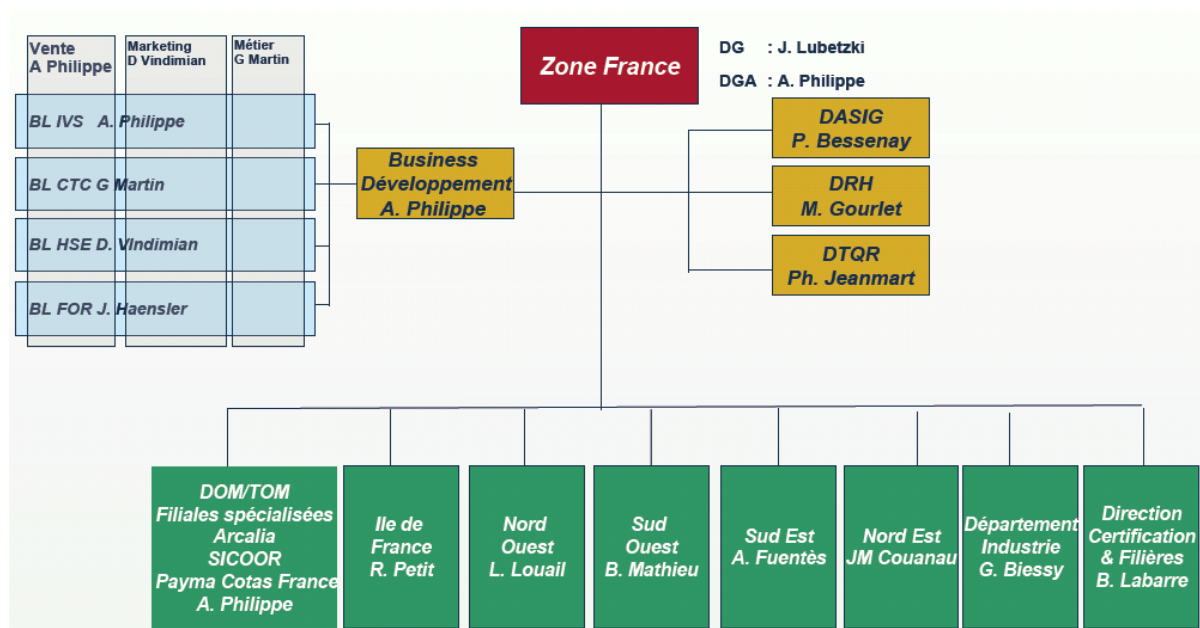 Vente
A Philippe
Marketing
D Vindimian
Métier
G Martin
Zone France
DG : J. Lubetzki
DGA : A. Philippe
BL IVS A. Philippe
BL CTC G Martin
BL HSE D. VIndimian
BL FOR J. Haensler
Business
Développement
A. Philippe
DASIG
P. Bessenay
DRH
M. Gourlet
DTQR
Ph. Jeanmart
DOM/TOM
Filiales spécialisées
Arcalia
SICOOR
Payma Cotas France
A. Philippe
Ile de
France
R. Petit
Nord
Ouest
L. Louail
Sud
Ouest
B. Mathieu
Sud Est
A. Fuentès
Nord Est
JM Couanau
Département
Industrie
G. Biessy
Direction
Certification
& Filières
B. Labarre